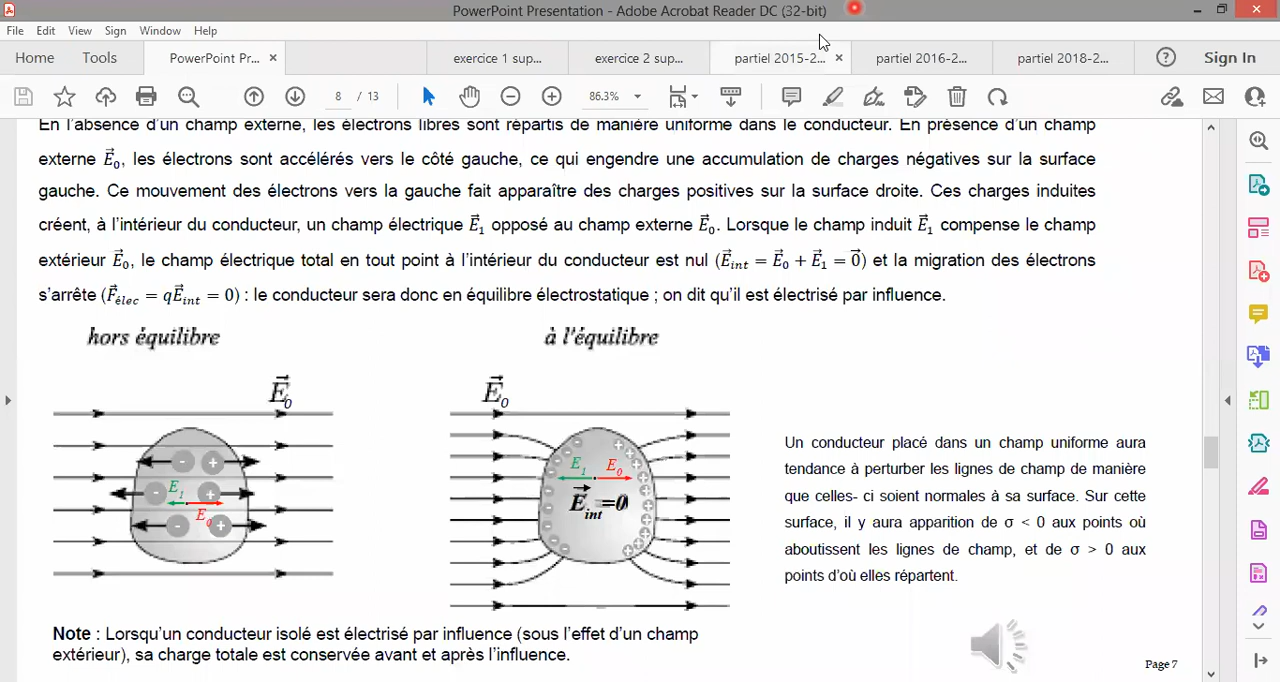 PowerPoint Presentation - Adobe Acrobat Reader DC (32-bit)
File Edit View Sign Window Help
Home Tools PowerPoint Pr... × exercice 1 sup... exercice 2 sup... partiel 2015-2... × partiel 2016-2... partiel 2018-2... Sign In
8 / 13 86.3%
En l'absence d'un champ externe, les électrons libres sont répartis de manière uniforme dans le conducteur. En présence d'un champ
externe E⃗₀, les électrons sont accélérés vers le côté gauche, ce qui engendre une accumulation de charges négatives sur la surface
gauche. Ce mouvement des électrons vers la gauche fait apparaître des charges positives sur la surface droite. Ces charges induites
créent, à l'intérieur du conducteur, un champ électrique E⃗₁ opposé au champ externe E⃗₀. Lorsque le champ induit E⃗₁ compense le champ
extérieur E⃗₀, le champ électrique total en tout point à l'intérieur du conducteur est nul (E⃗int = E⃗₀ + E⃗₁ = 0⃗) et la migration des électrons
s'arrête (F⃗élec = qE⃗int = 0) : le conducteur sera donc en équilibre électrostatique ; on dit qu'il est électrisé par influence.
hors équilibre
à l'équilibre
E⃗₀
E⃗₀
E₁
E₀
E₁ E₀
E⃗int =0
Un conducteur placé dans un champ uniforme aura
tendance à perturber les lignes de champ de manière
que celles- ci soient normales à sa surface. Sur cette
surface, il y aura apparition de σ < 0 aux points où
aboutissent les lignes de champ, et de σ > 0 aux
points d'où elles répartent.
Note : Lorsqu'un conducteur isolé est électrisé par influence (sous l'effet d'un champ
extérieur), sa charge totale est conservée avant et après l'influence.
Page 7